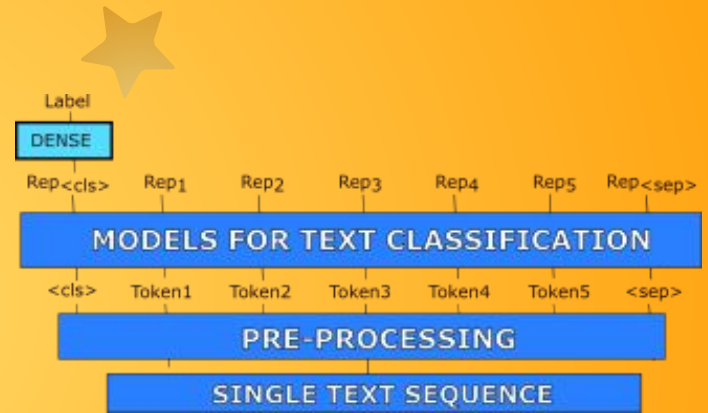 Label
DENSE
Rep<cls> Rep1 Rep2 Rep3 Rep4 Rep5 Rep<sep>
MODELS FOR TEXT CLASSIFICATION
<cls> Token1 Token2 Token3 Token4 Token5 <sep>
PRE-PROCESSING
SINGLE TEXT SEQUENCE